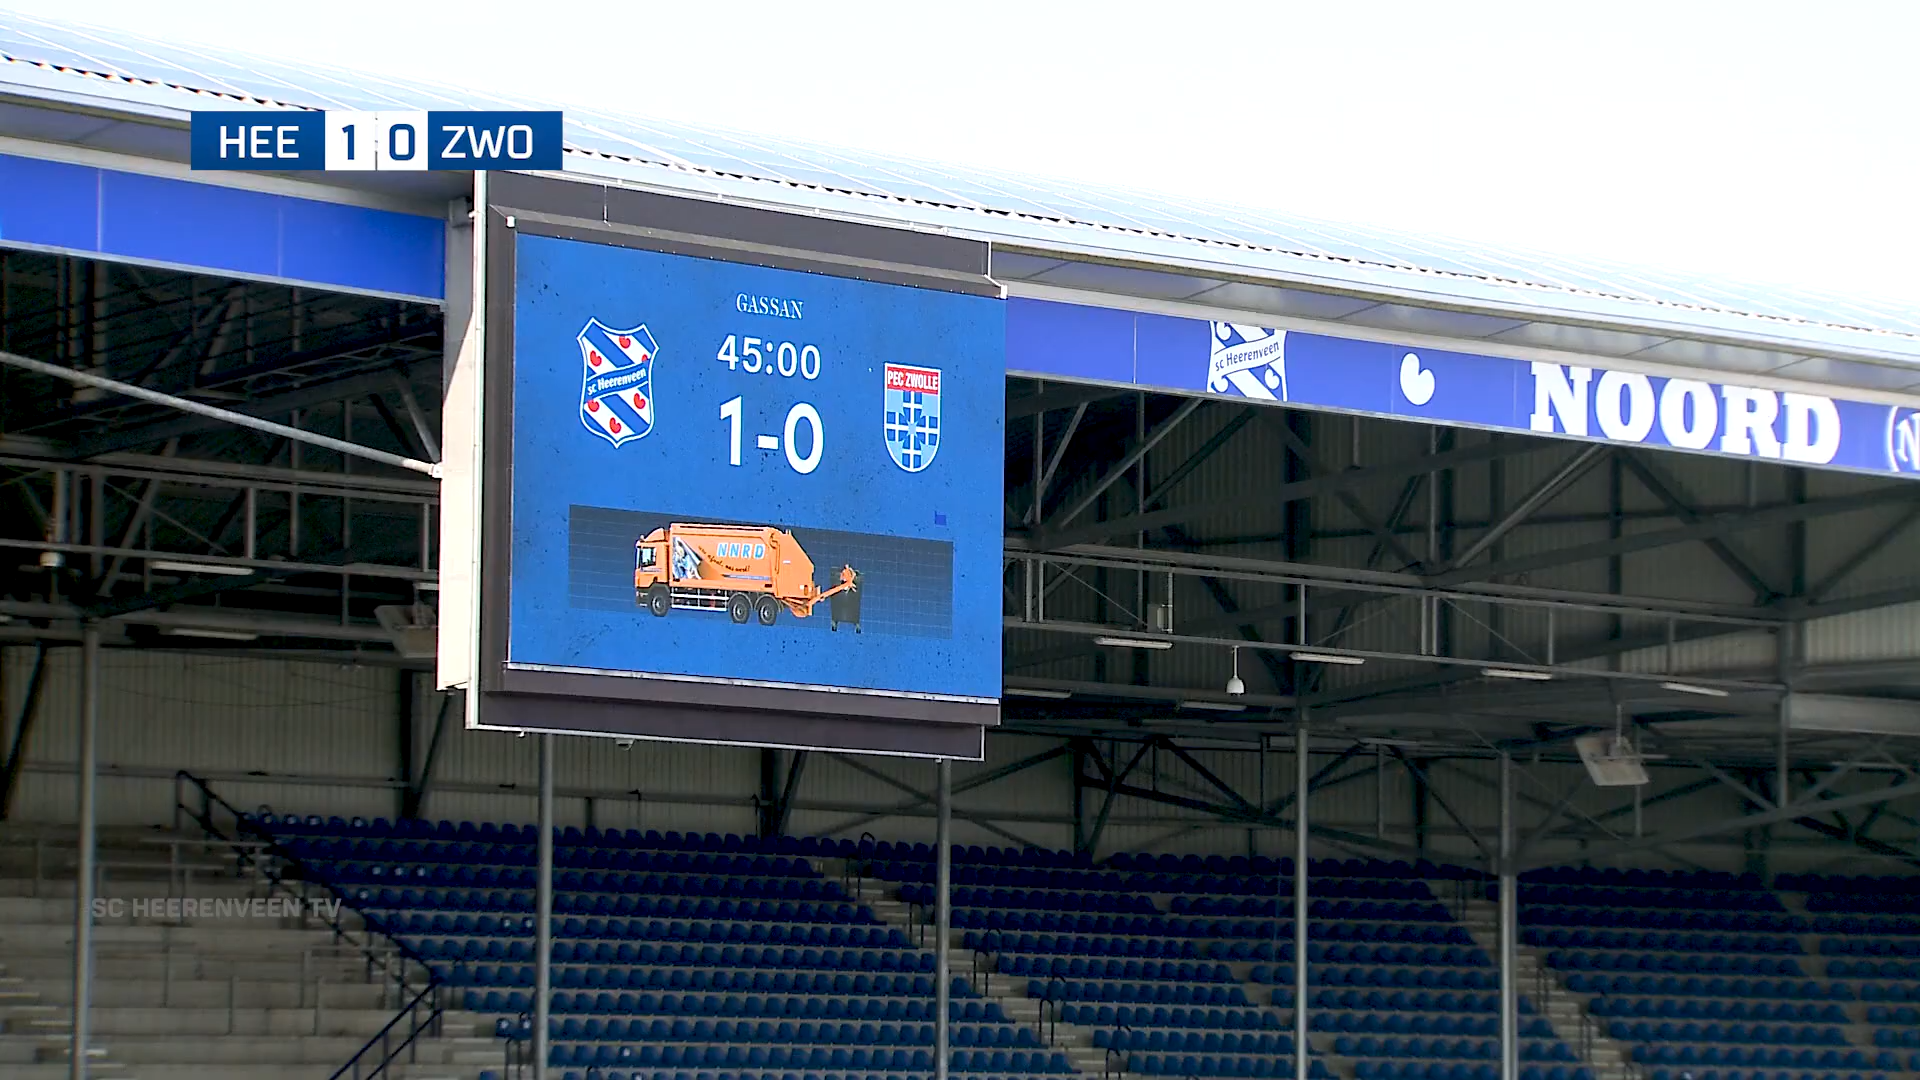 HEE 1 0 ZWO
GASSAN
45:00
sc Heerenveen
PEC ZWOLLE
1-0
NNRD
sc Heerenveen
NOORD
SC HEERENVEEN TV